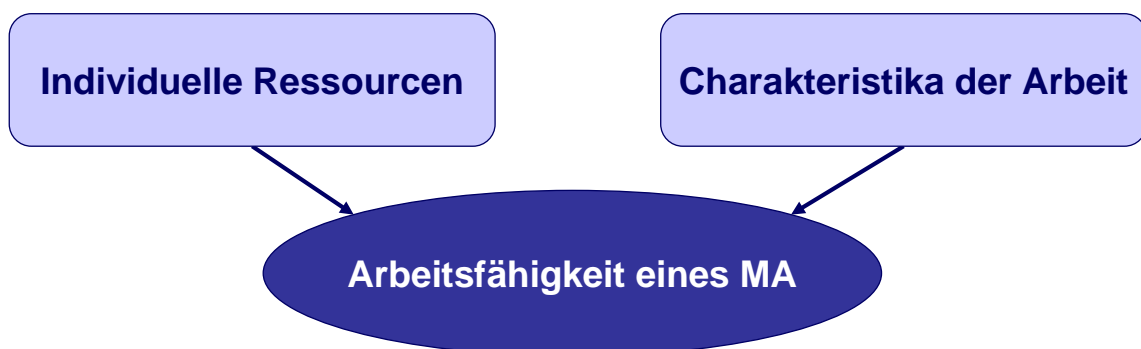 Individuelle Ressourcen
Charakteristika der Arbeit
Arbeitsfähigkeit eines MA